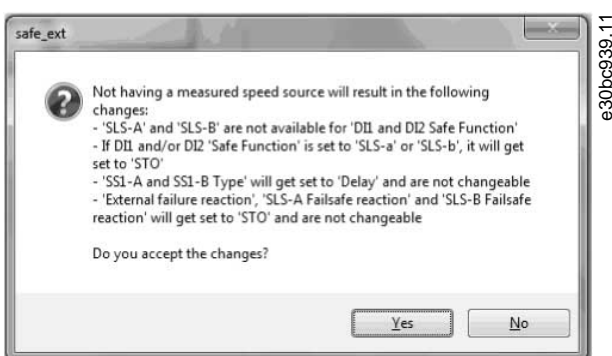 safe_ext
Not having a measured speed source will result in the following
changes:
- 'SLS-A' and 'SLS-B' are not available for 'DI1 and DI2 Safe Function'
- If DI1 and/or DI2 'Safe Function' is set to 'SLS-a' or 'SLS-b', it will get
set to 'STO'
- 'SS1-A and SS1-B Type' will get set to 'Delay' and are not changeable
- 'External failure reaction', 'SLS-A Failsafe reaction' and 'SLS-B Failsafe
reaction' will get set to 'STO' and are not changeable
Do you accept the changes?
Yes
No
e30bc939.11